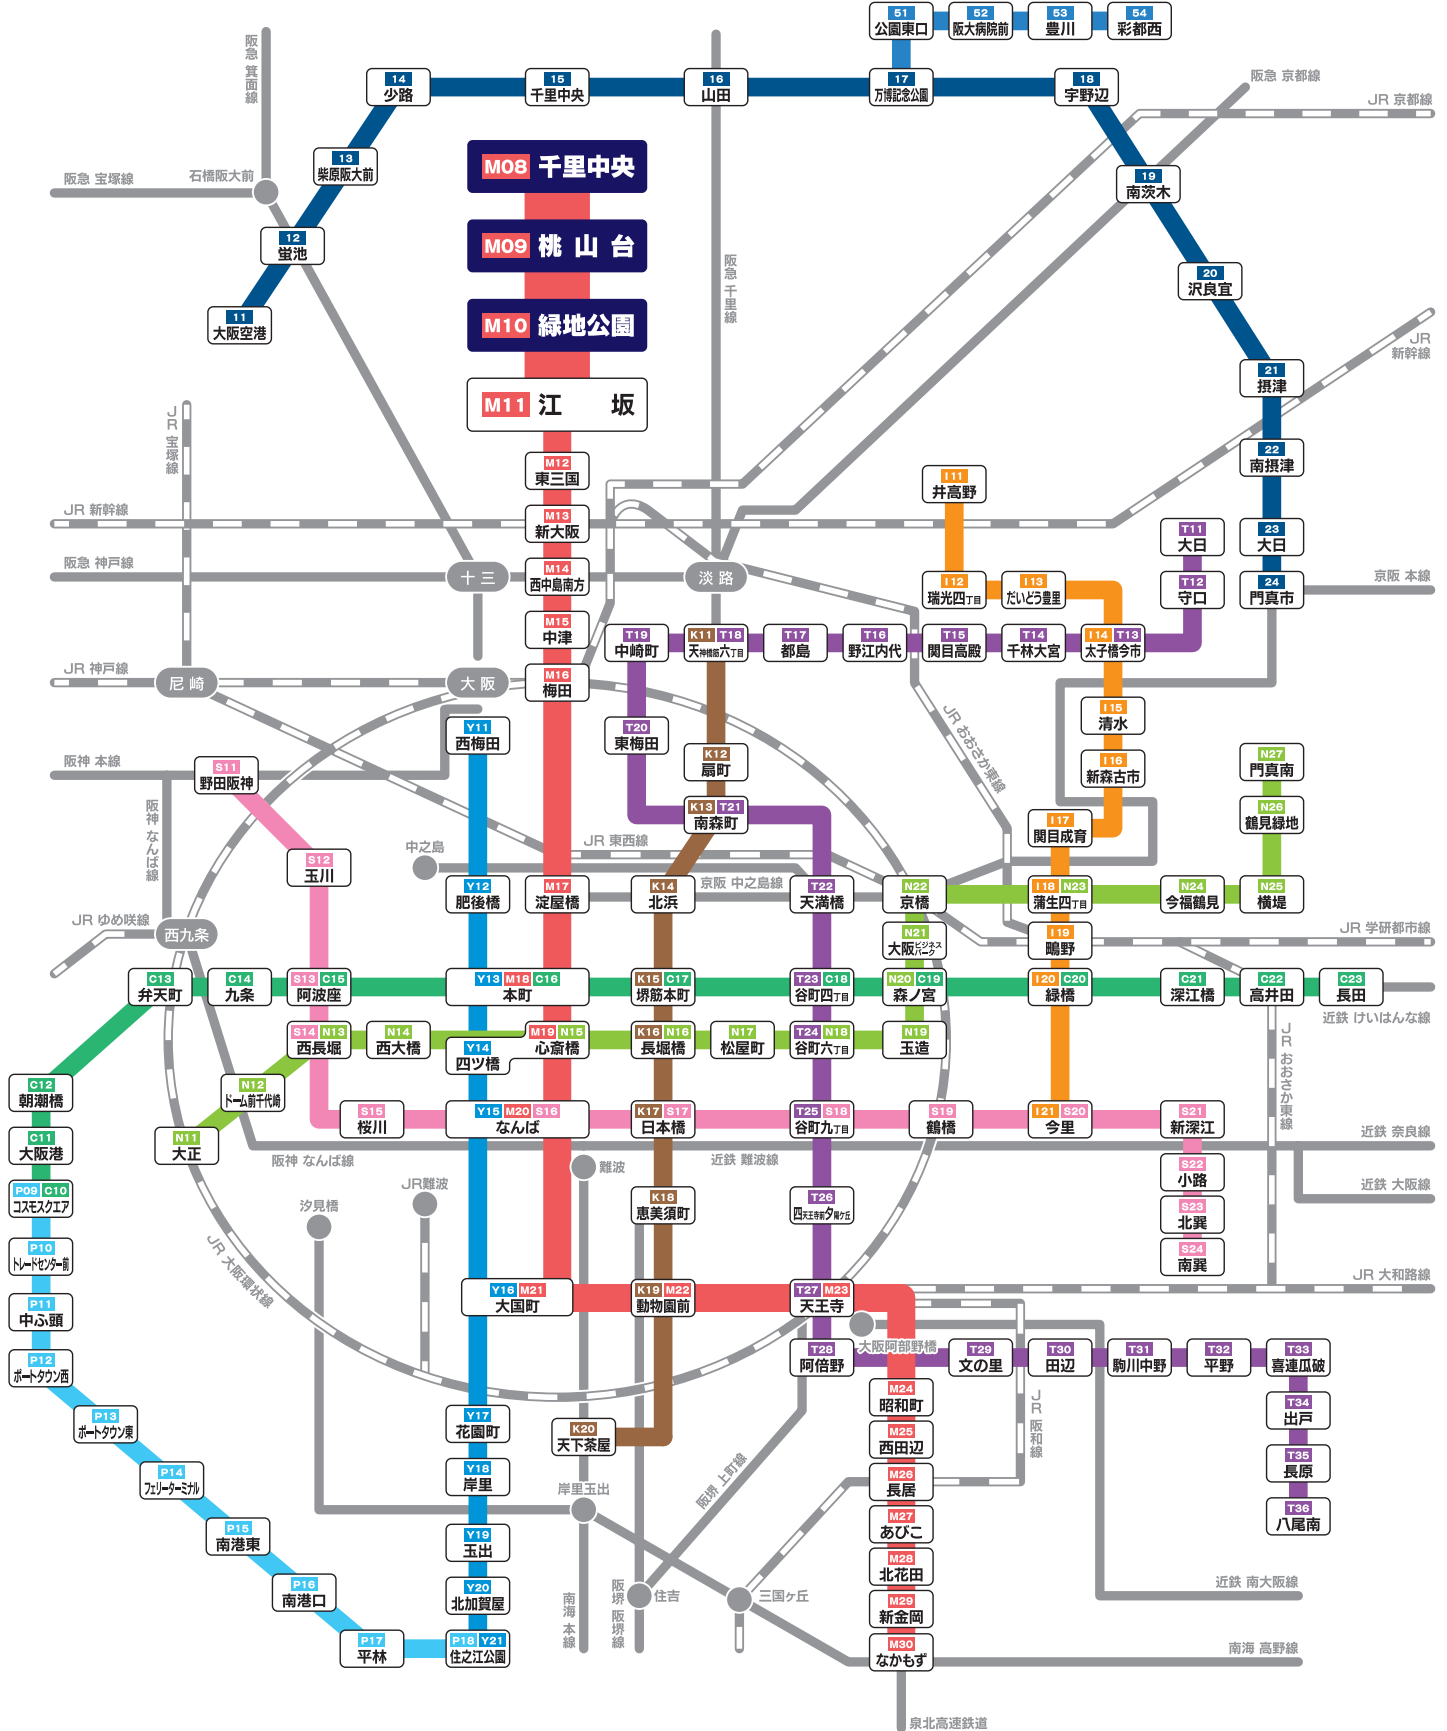 51
公園東口
52
阪大病院前
53
豊川
54
彩都西
阪急 箕面線
14
少路
15
千里中央
16
山田
17
万博記念公園
18
宇野辺
阪急 京都線
JR 京都線
M08 千里中央
13
柴原阪大前
阪急 宝塚線
石橋阪大前
19
南茨木
12
蛍池
M09 桃山台
阪急 千里線
20
沢良宜
11
大阪空港
M10 緑地公園
JR
新幹線
21
摂津
M11 江坂
JR 宝塚線
22
南摂津
M12
東三国
I11
井高野
JR 新幹線
M13
新大阪
T11
大日
23
大日
阪急 神戸線
十三
M14
西中島南方
淡路
I12
瑞光四丁目
I13
だいどう豊里
T12
守口
24
門真市
京阪 本線
M15
中津
T19
中崎町
K11 T18
天神橋筋六丁目
T17
都島
T16
野江内代
T15
関目高殿
T14
千林大宮
I14 T13
太子橋今市
JR 神戸線
尼崎
大阪
M16
梅田
I15
清水
JR おおさか東線
Y11
西梅田
T20
東梅田
K12
扇町
I16
新森古市
N27
門真南
阪神 本線
S11
野田阪神
阪神 なんば線
K13 T21
南森町
I17
関目成育
N26
鶴見緑地
中之島
JR 東西線
S12
玉川
京阪 中之島線
Y12
肥後橋
M17
淀屋橋
K14
北浜
T22
天満橋
N22
京橋
I18 N23
蒲生四丁目
N24
今福鶴見
N25
横堤
JR ゆめ咲線
西九条
N21
大阪ビジネスパーク
I19
鴫野
JR 学研都市線
C13
弁天町
C14
九条
S13 C15
阿波座
Y13 M18 C16
本町
K15 C17
堺筋本町
T23 C18
谷町四丁目
N20 C19
森ノ宮
I20 C20
緑橋
C21
深江橋
C22
高井田
C23
長田
近鉄 けいはんな線
S14 N13
西長堀
N14
西大橋
Y14
四ツ橋
M19 N15
心斎橋
K16 N16
長堀橋
N17
松屋町
T24 N18
谷町六丁目
N19
玉造
JR おおさか東線
C12
朝潮橋
N12
ドーム前千代崎
S15
桜川
Y15 M20 S16
なんば
K17 S17
日本橋
T25 S18
谷町九丁目
S19
鶴橋
I21 S20
今里
S21
新深江
C11
大阪港
N11
大正
近鉄 奈良線
阪神 なんば線
難波
近鉄 難波線
S22
小路
近鉄 大阪線
P09 C10
コスモスクエア
汐見橋
JR難波
K18
恵美須町
T26
四天王寺前夕陽ケ丘
S23
北巽
P10
トレードセンター前
JR 大阪環状線
S24
南巽
JR 大和路線
P11
中ふ頭
Y16 M21
大国町
K19 M22
動物園前
T27 M23
天王寺
大阪阿部野橋
P12
ポートタウン西
T28
阿倍野
T29
文の里
T30
田辺
T31
駒川中野
T32
平野
T33
喜連瓜破
M24
昭和町
JR 阪和線
T34
出戸
P13
ポートタウン東
Y17
花園町
K20
天下茶屋
M25
西田辺
T35
長原
P14
フェリーターミナル
Y18
岸里
岸里玉出
阪堺 上町線
M26
長居
T36
八尾南
P15
南港東
Y19
玉出
M27
あびこ
P16
南港口
Y20
北加賀屋
南海 本線
阪堺 阪堺線
住吉
三国ヶ丘
M28
北花田
近鉄 南大阪線
M29
新金岡
P17
平林
P18 Y21
住之江公園
M30
なかもず
南海 高野線
泉北高速鉄道